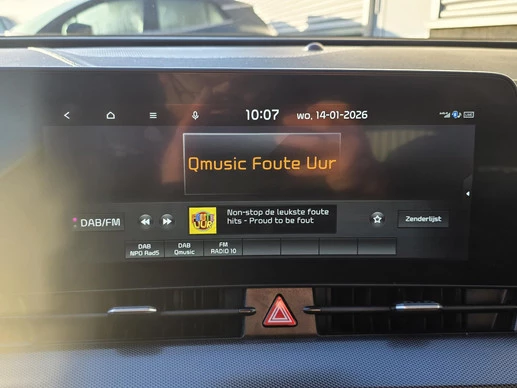 10:07 wo, 14-01-2026
Qmusic Foute Uur
DAB/FM
Non-stop de leukste foute
hits - Proud to be fout
Zenderlijst
DAB DAB FM
NPO Rad5 Qmusic RADIO 10